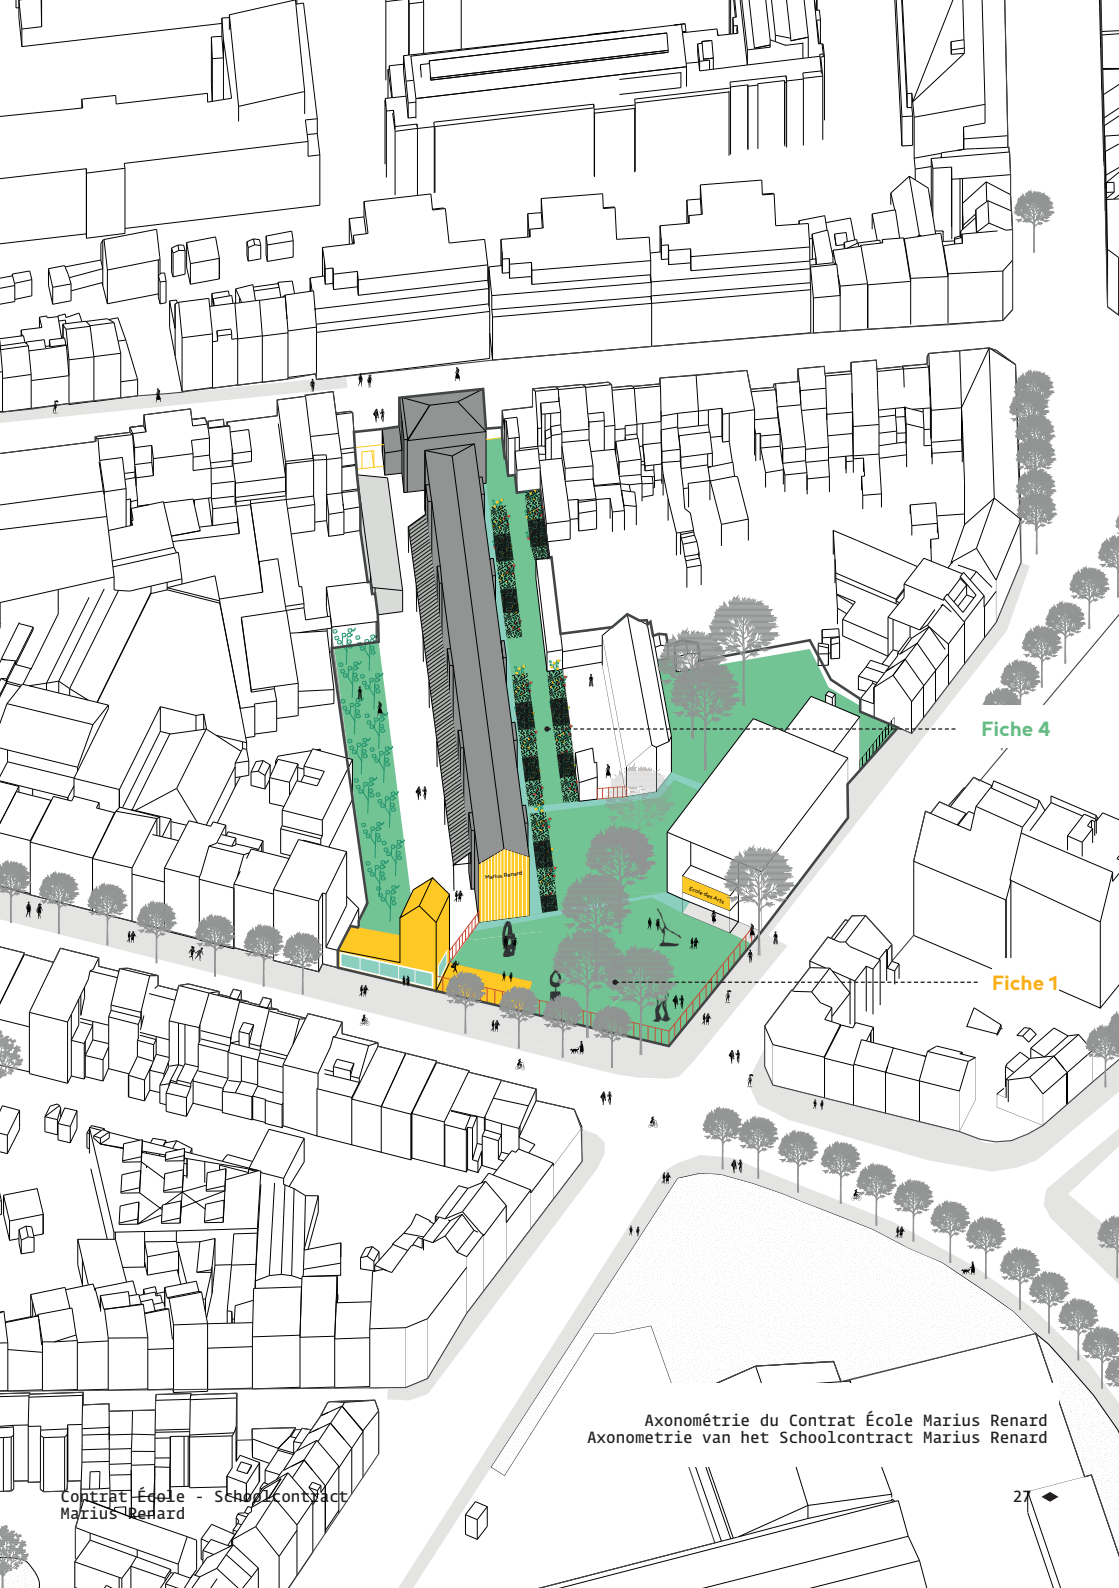 Marius Renard
Fiche 4
Ecole des Arts
Fiche 1
Axonométrie du Contrat École Marius Renard
Axonometrie van het Schoolcontract Marius Renard
Contrat École - Schoolcontract
Marius Renard
27